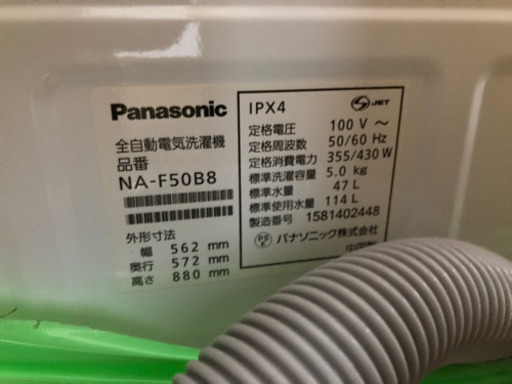 Panasonic
全自動電気洗濯機
品番
NA-F50B8
外形寸法
幅 562 mm
奥行 572 mm
高さ 880 mm
IPX4
JET
定格電圧 100 V ～
定格周波数 50/60 Hz
定格消費電力 355/430 W
標準洗濯容量 5.0 kg
標準水量 47 L
標準使用水量 114 L
製造番号 1581402448
パナソニック株式会社